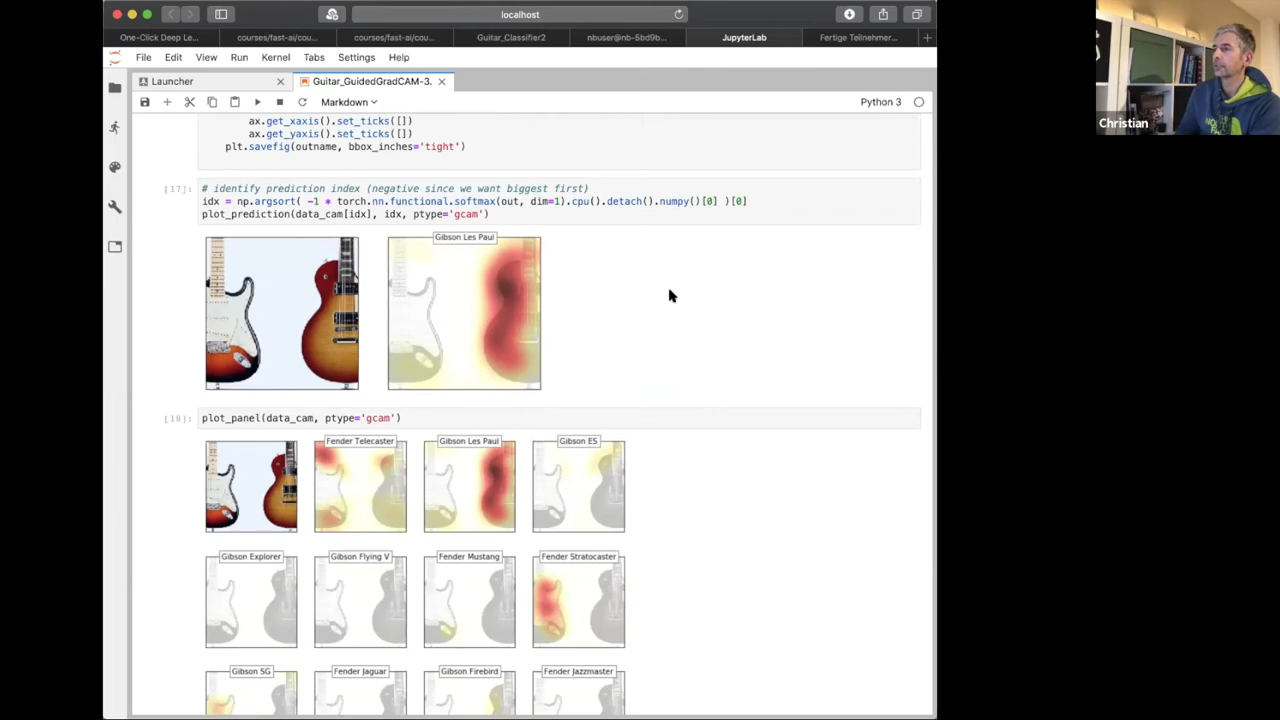 localhost
One-Click Deep Le...
courses/fast-ai/cou...
courses/fast-ai/cou...
Guitar_Classifier2
nbuser@nb-5bd9b...
JupyterLab
Fertige Teilnehmer...
File Edit View Run Kernel Tabs Settings Help
Launcher
Guitar_GuidedGradCAM-3.
Markdown
Python 3
ax.get_xaxis().set_ticks([])
ax.get_yaxis().set_ticks([])
plt.savefig(outname, bbox_inches='tight')
[17]:
# identify prediction index (negative since we want biggest first)
idx = np.argsort( -1 * torch.nn.functional.softmax(out, dim=1).cpu().detach().numpy()[0] )[0]
plot_prediction(data_cam[idx], idx, ptype='gcam')
Gibson Les Paul
[18]:
plot_panel(data_cam, ptype='gcam')
Fender Telecaster
Gibson Les Paul
Gibson ES
Gibson Explorer
Gibson Flying V
Fender Mustang
Fender Stratocaster
Gibson SG
Fender Jaguar
Gibson Firebird
Fender Jazzmaster
Christian